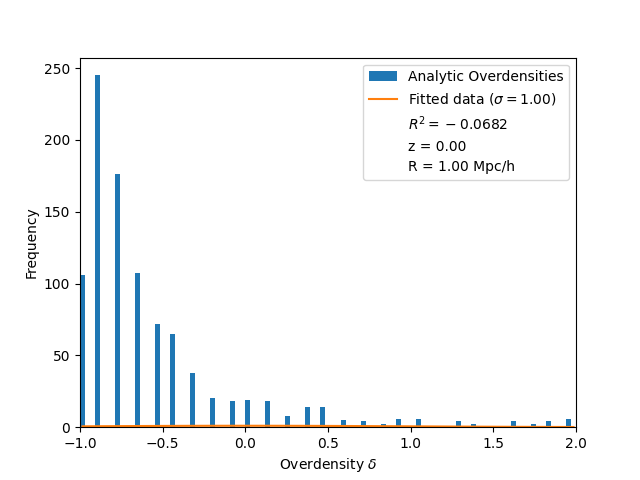 250
200
150
100
50
0
Frequency
−1.0 −0.5 0.0 0.5 1.0 1.5 2.0
Overdensity δ
Analytic Overdensities
Fitted data (σ = 1.00)
R² = −0.0682
z = 0.00
R = 1.00 Mpc/h